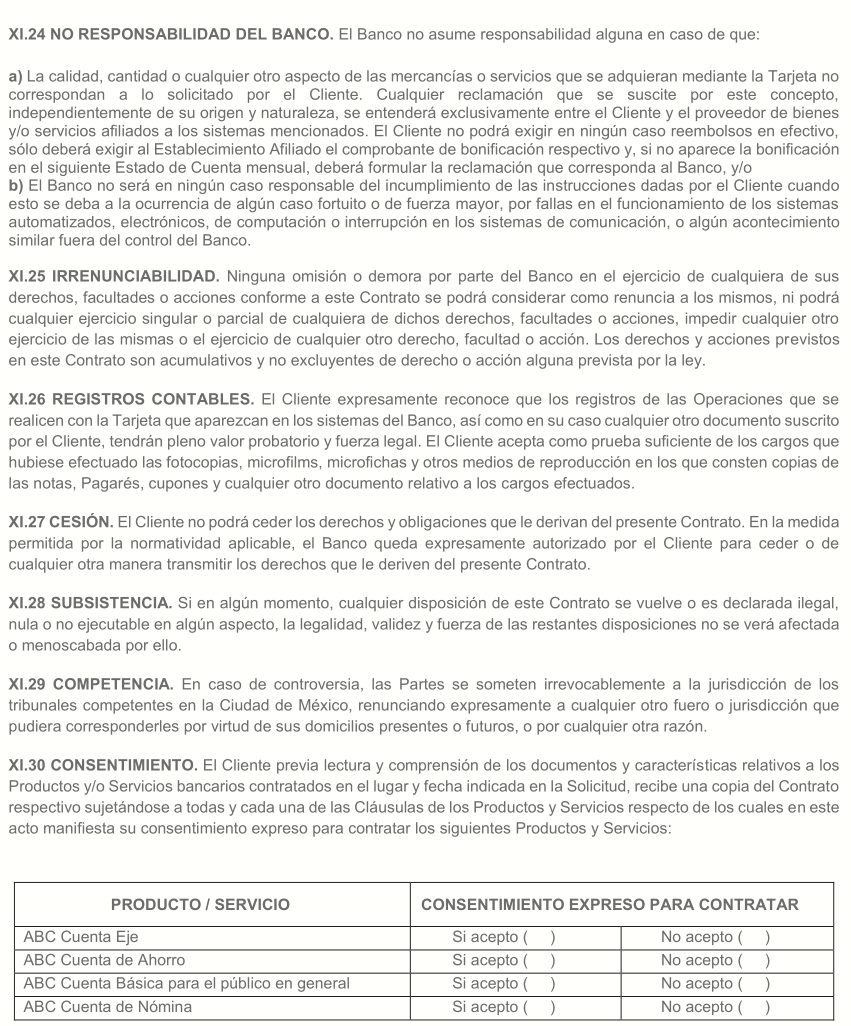 XI.24 NO RESPONSABILIDAD DEL BANCO. El Banco no asume responsabilidad alguna en caso de que:
a) La calidad, cantidad o cualquier otro aspecto de las mercancías o servicios que se adquieran mediante la Tarjeta no
correspondan a lo solicitado por el Cliente. Cualquier reclamación que se suscite por este concepto,
independientemente de su origen y naturaleza, se entenderá exclusivamente entre el Cliente y el proveedor de bienes
y/o servicios afiliados a los sistemas mencionados. El Cliente no podrá exigir en ningún caso reembolsos en efectivo,
sólo deberá exigir al Establecimiento Afiliado el comprobante de bonificación respectivo y, si no aparece la bonificación
en el siguiente Estado de Cuenta mensual, deberá formular la reclamación que corresponda al Banco, y/o
b) El Banco no será en ningún caso responsable del incumplimiento de las instrucciones dadas por el Cliente cuando
esto se deba a la ocurrencia de algún caso fortuito o de fuerza mayor, por fallas en el funcionamiento de los sistemas
automatizados, electrónicos, de computación o interrupción en los sistemas de comunicación, o algún acontecimiento
similar fuera del control del Banco.
XI.25 IRRENUNCIABILIDAD. Ninguna omisión o demora por parte del Banco en el ejercicio de cualquiera de sus
derechos, facultades o acciones conforme a este Contrato se podrá considerar como renuncia a los mismos, ni podrá
cualquier ejercicio singular o parcial de cualquiera de dichos derechos, facultades o acciones, impedir cualquier otro
ejercicio de las mismas o el ejercicio de cualquier otro derecho, facultad o acción. Los derechos y acciones previstos
en este Contrato son acumulativos y no excluyentes de derecho o acción alguna prevista por la ley.
XI.26 REGISTROS CONTABLES. El Cliente expresamente reconoce que los registros de las Operaciones que se
realicen con la Tarjeta que aparezcan en los sistemas del Banco, así como en su caso cualquier otro documento suscrito
por el Cliente, tendrán pleno valor probatorio y fuerza legal. El Cliente acepta como prueba suficiente de los cargos que
hubiese efectuado las fotocopias, microfilms, microfichas y otros medios de reproducción en los que consten copias de
las notas, Pagarés, cupones y cualquier otro documento relativo a los cargos efectuados.
XI.27 CESIÓN. El Cliente no podrá ceder los derechos y obligaciones que le derivan del presente Contrato. En la medida
permitida por la normatividad aplicable, el Banco queda expresamente autorizado por el Cliente para ceder o de
cualquier otra manera transmitir los derechos que le deriven del presente Contrato.
XI.28 SUBSISTENCIA. Si en algún momento, cualquier disposición de este Contrato se vuelve o es declarada ilegal,
nula o no ejecutable en algún aspecto, la legalidad, validez y fuerza de las restantes disposiciones no se verá afectada
o menoscabada por ello.
XI.29 COMPETENCIA. En caso de controversia, las Partes se someten irrevocablemente a la jurisdicción de los
tribunales competentes en la Ciudad de México, renunciando expresamente a cualquier otro fuero o jurisdicción que
pudiera corresponderles por virtud de sus domicilios presentes o futuros, o por cualquier otra razón.
XI.30 CONSENTIMIENTO. El Cliente previa lectura y comprensión de los documentos y características relativos a los
Productos y/o Servicios bancarios contratados en el lugar y fecha indicada en la Solicitud, recibe una copia del Contrato
respectivo sujetándose a todas y cada una de las Cláusulas de los Productos y Servicios respecto de los cuales en este
acto manifiesta su consentimiento expreso para contratar los siguientes Productos y Servicios:
PRODUCTO / SERVICIO CONSENTIMIENTO EXPRESO PARA CONTRATAR
ABC Cuenta Eje Si acepto ( ) No acepto ( )
ABC Cuenta de Ahorro Si acepto ( ) No acepto ( )
ABC Cuenta Básica para el público en general Si acepto ( ) No acepto ( )
ABC Cuenta de Nómina Si acepto ( ) No acepto ( )